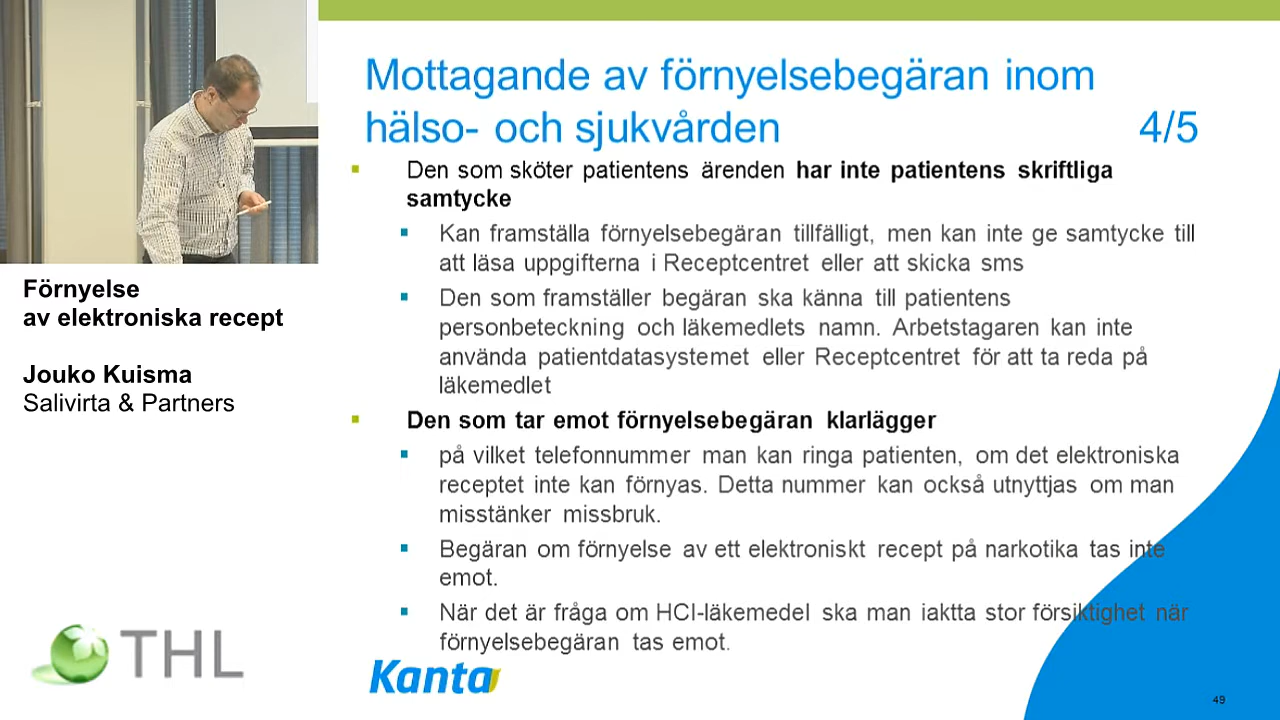 Mottagande av förnyelsebegäran inom
hälso- och sjukvården 4/5
Den som sköter patientens ärenden har inte patientens skriftliga
samtycke
Kan framställa förnyelsebegäran tillfälligt, men kan inte ge samtycke till
att läsa uppgifterna i Receptcentret eller att skicka sms
Den som framställer begäran ska känna till patientens
personbeteckning och läkemedlets namn. Arbetstagaren kan inte
använda patientdatasystemet eller Receptcentret för att ta reda på
läkemedlet
Den som tar emot förnyelsebegäran klarlägger
på vilket telefonnummer man kan ringa patienten, om det elektroniska
receptet inte kan förnyas. Detta nummer kan också utnyttjas om man
misstänker missbruk.
Begäran om förnyelse av ett elektroniskt recept på narkotika tas inte
emot.
När det är fråga om HCI-läkemedel ska man iaktta stor försiktighet när
förnyelsebegäran tas emot.
Kanta
49
Förnyelse
av elektroniska recept
Jouko Kuisma
Salivirta & Partners
THL